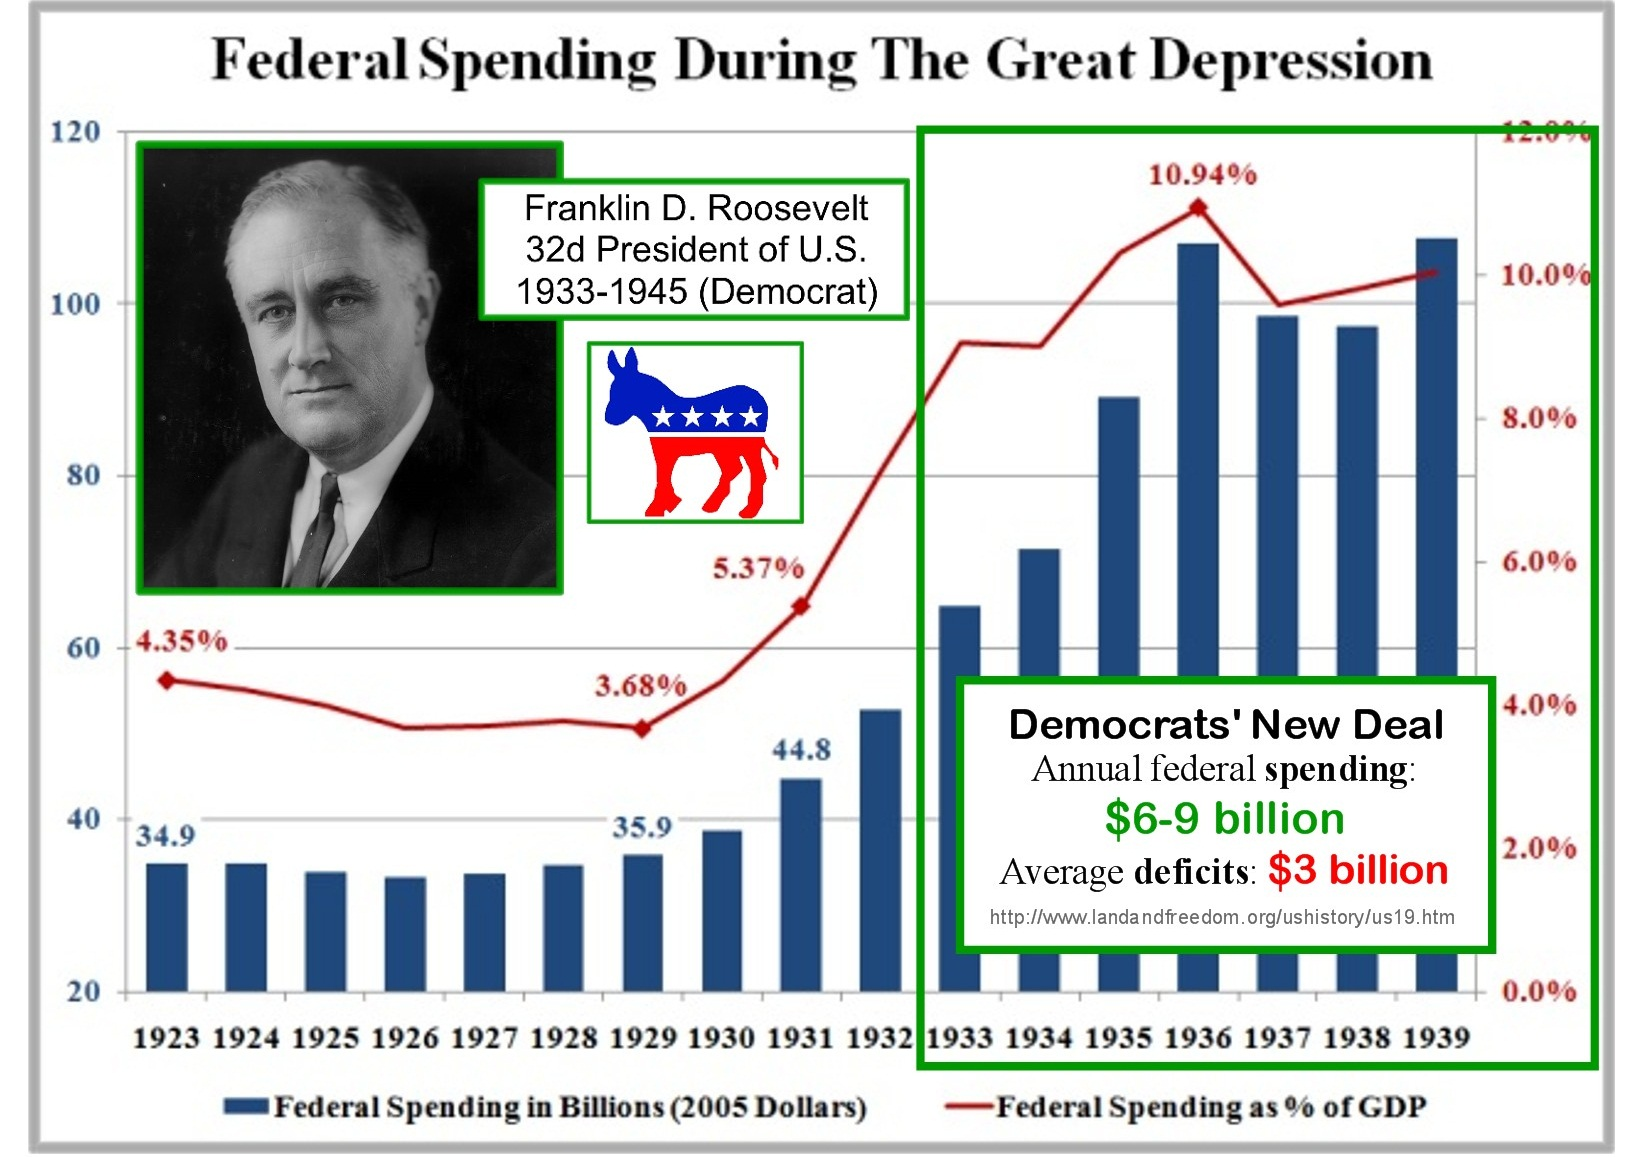 Federal Spending During The Great Depression
120
100
80
60
40
20
12.0%
10.0%
8.0%
6.0%
4.0%
2.0%
0.0%
Franklin D. Roosevelt
32d President of U.S.
1933-1945 (Democrat)
4.35%
3.68%
5.37%
10.94%
34.9
35.9
44.8
Democrats' New Deal
Annual federal spending:
$6-9 billion
Average deficits: $3 billion
http://www.landandfreedom.org/ushistory/us19.htm
1923 1924 1925 1926 1927 1928 1929 1930 1931 1932 1933 1934 1935 1936 1937 1938 1939
Federal Spending in Billions (2005 Dollars) Federal Spending as % of GDP